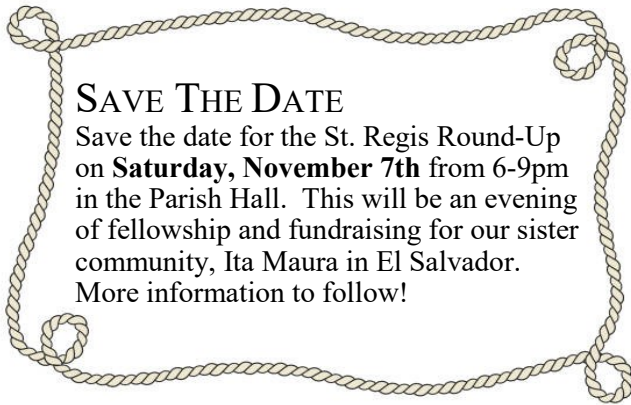 SAVE THE DATE
Save the date for the St. Regis Round-Up
on Saturday, November 7th from 6-9pm
in the Parish Hall.  This will be an evening
of fellowship and fundraising for our sister
community, Ita Maura in El Salvador.
More information to follow!